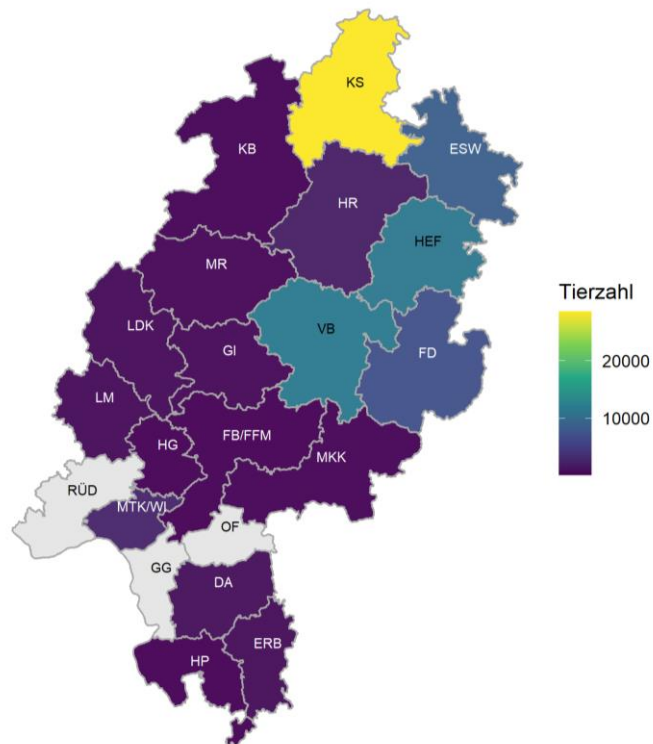 KS
KB
ESW
HR
HEF
MR
LDK
VB
GI
FD
LM
HG
FB/FFM
MKK
RÜD
MTK/WI
OF
GG
DA
ERB
HP
Tierzahl
20000
10000